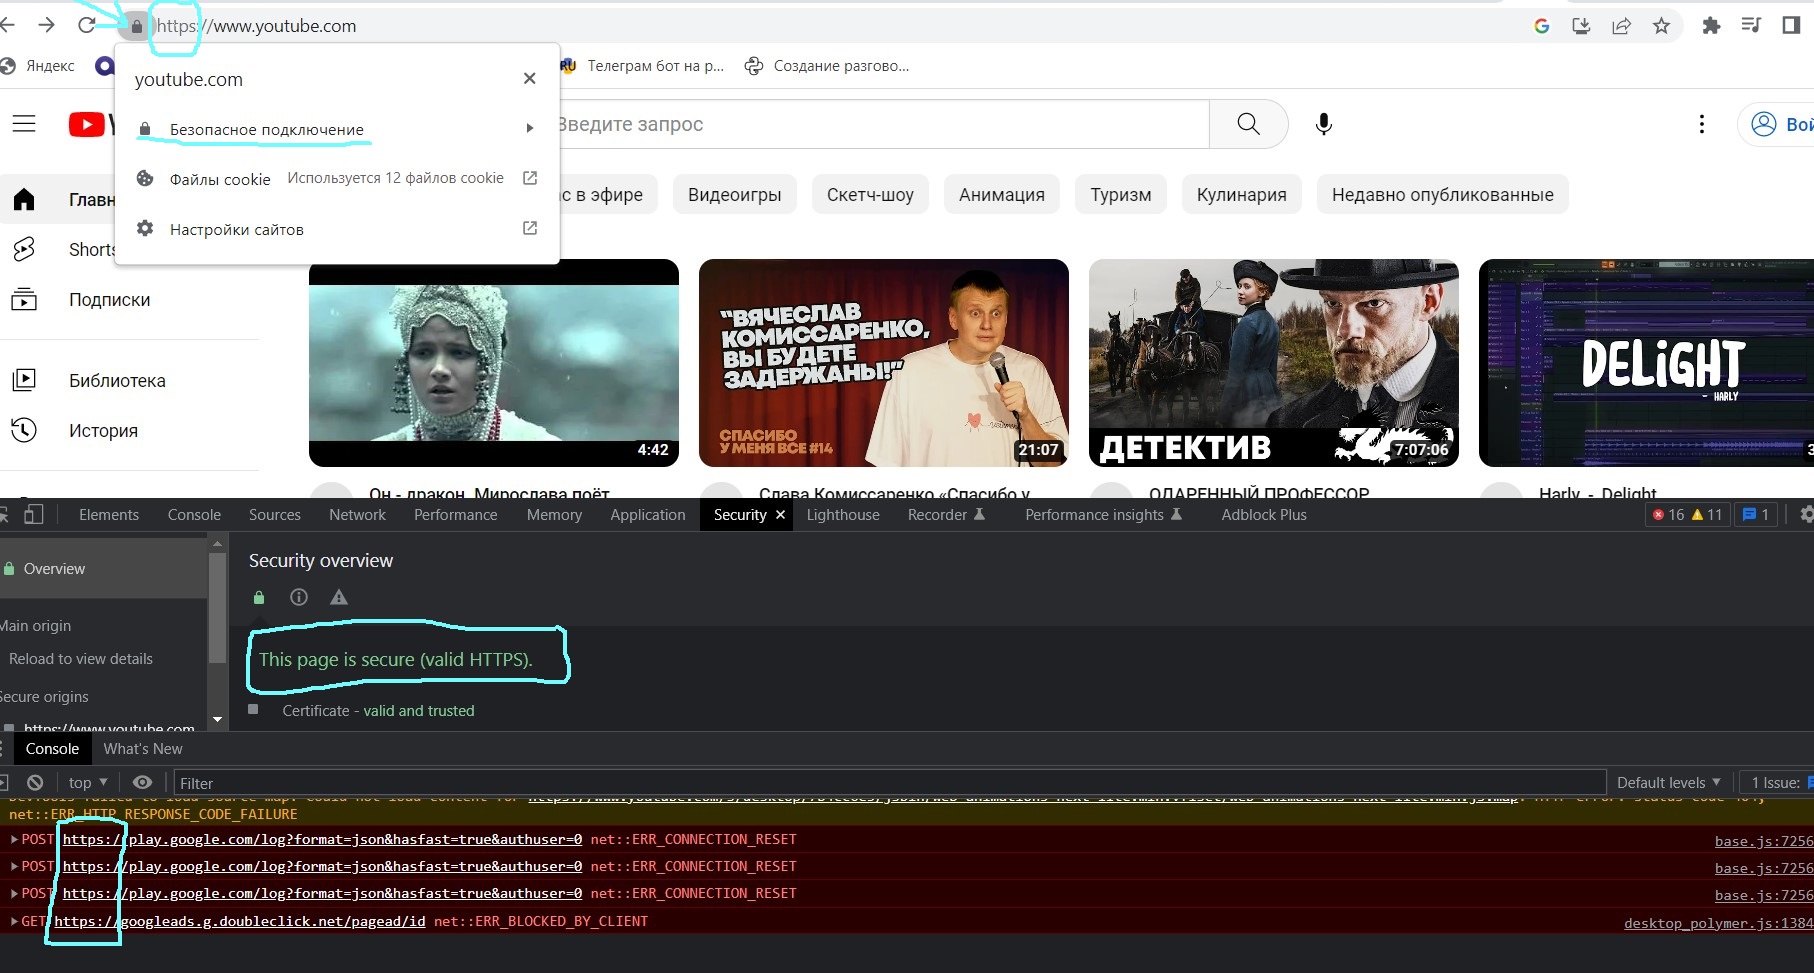 https://www.youtube.com
Яндекс
Телеграм бот на р...
Создание разгово...
youtube.com
Безопасное подключение
Файлы cookie Используется 12 файлов cookie
Настройки сайтов
Введите запрос
Вой
Главн
Shorts
Подписки
Библиотека
История
с в эфире
Видеоигры
Скетч-шоу
Анимация
Туризм
Кулинария
Недавно опубликованные
4:42
"ВЯЧЕСЛАВ
КОМИССАРЕНКО,
ВЫ БУДЕТЕ
ЗАДЕРЖАНЫ!"
СПАСИБО
У МЕНЯ ВСЕ #14
21:07
ДЕТЕКТИВ
7:07:06
DELIGHT
- HARLY
3
Он - дракон. Мирослава поёт
Слава Комиссаренко «Спасибо у
ОДАРЕННЫЙ ПРОФЕССОР
Harly - Delight
Elements Console Sources Network Performance Memory Application Security Lighthouse Recorder Performance insights Adblock Plus
16 11 1
Overview
Main origin
Reload to view details
Secure origins
https://www.youtube.com
Security overview
This page is secure (valid HTTPS).
Certificate - valid and trusted
Console What's New
top Filter Default levels 1 Issue:
net::ERR_HTTP_RESPONSE_CODE_FAILURE
POST https://play.google.com/log?format=json&hasfast=true&authuser=0 net::ERR_CONNECTION_RESET base.js:7256
POST https://play.google.com/log?format=json&hasfast=true&authuser=0 net::ERR_CONNECTION_RESET base.js:7256
POST https://play.google.com/log?format=json&hasfast=true&authuser=0 net::ERR_CONNECTION_RESET base.js:7256
GET https://googleads.g.doubleclick.net/pagead/id net::ERR_BLOCKED_BY_CLIENT desktop_polymer.js:1384